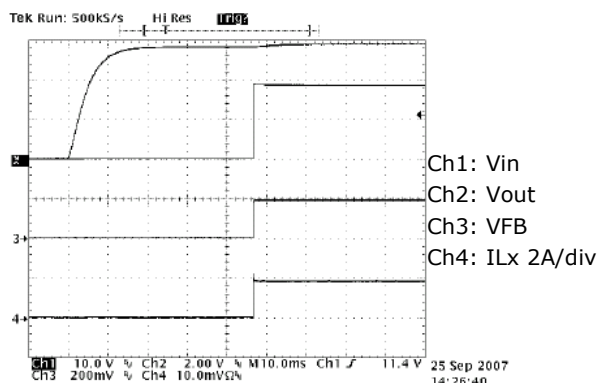 Tek Run: 500kS/s Hi Res Trig?
Ch1: Vin
Ch2: Vout
3→
Ch3: VFB
Ch4: ILx 2A/div
4→
Ch1 10.0 V Ch2 2.00 V M10.0ms Ch1 11.4 V 25 Sep 2007
Ch3 200mV Ch4 10.0mVΩ 14:26:40